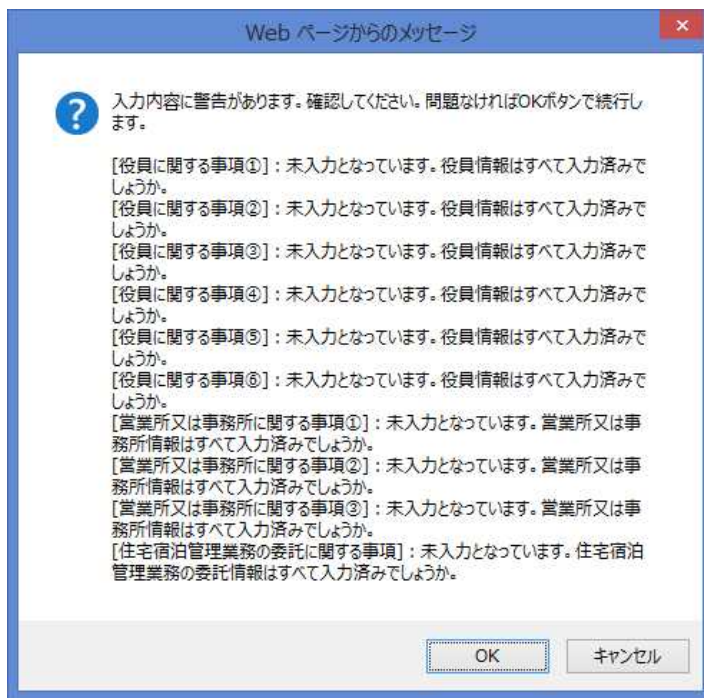 Web ページからのメッセージ
入力内容に警告があります。確認してください。問題なければOKボタンで続行し
ます。
[役員に関する事項①]：未入力となっています。役員情報はすべて入力済みで
しょうか。
[役員に関する事項②]：未入力となっています。役員情報はすべて入力済みで
しょうか。
[役員に関する事項③]：未入力となっています。役員情報はすべて入力済みで
しょうか。
[役員に関する事項④]：未入力となっています。役員情報はすべて入力済みで
しょうか。
[役員に関する事項⑤]：未入力となっています。役員情報はすべて入力済みで
しょうか。
[役員に関する事項⑥]：未入力となっています。役員情報はすべて入力済みで
しょうか。
[営業所又は事務所に関する事項①]：未入力となっています。営業所又は事
務所情報はすべて入力済みでしょうか。
[営業所又は事務所に関する事項②]：未入力となっています。営業所又は事
務所情報はすべて入力済みでしょうか。
[営業所又は事務所に関する事項③]：未入力となっています。営業所又は事
務所情報はすべて入力済みでしょうか。
[住宅宿泊管理業務の委託に関する事項]：未入力となっています。住宅宿泊
管理業務の委託情報はすべて入力済みでしょうか。
OK
キャンセル